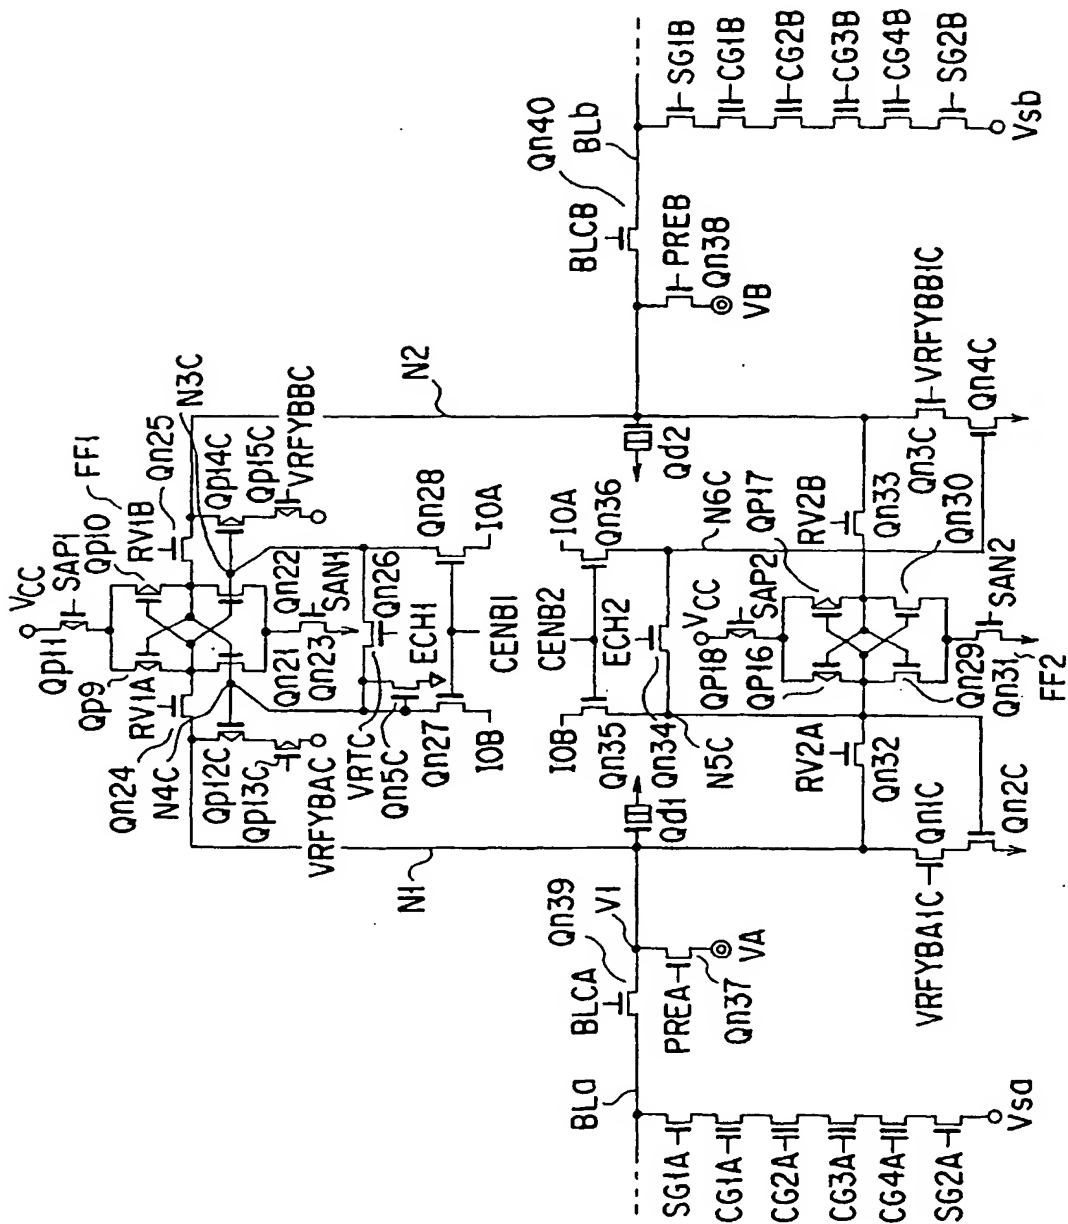 Vcc
Qp11
SAP1
FF1
Qp9
Qp10
RV1A
RV1B
Qn24
Qn25
N4C
N3C
Qp12C
Qp14C
Qp13C
Qp15C
VRFYBAC
VRFYBBC
Qn21
Qn22
Qn23
SAN1
VRTC
Qn26
Qn5C
ECH1
Qn27
Qn28
IOB
IOA
CENB1
N1
N2
CENB2
IOB
IOA
Qn35
Qn36
ECH2
Qn34
N5C
N6C
Qd1
Qd2
BLa
BLCA
Qn39
V1
PREA
Qn37
VA
BLCB
Qn40
BLb
PREB
Qn38
VB
SG1A
CG1A
CG2A
CG3A
CG4A
SG2A
Vsa
SG1B
CG1B
CG2B
CG3B
CG4B
SG2B
Vsb
Vcc
QP18
SAP2
QP16
QP17
RV2A
RV2B
Qn32
Qn33
Qn29
Qn30
Qn31
SAN2
FF2
VRFYBA1C
Qn1C
Qn2C
Qn3C
VRFYBB1C
Qn4C